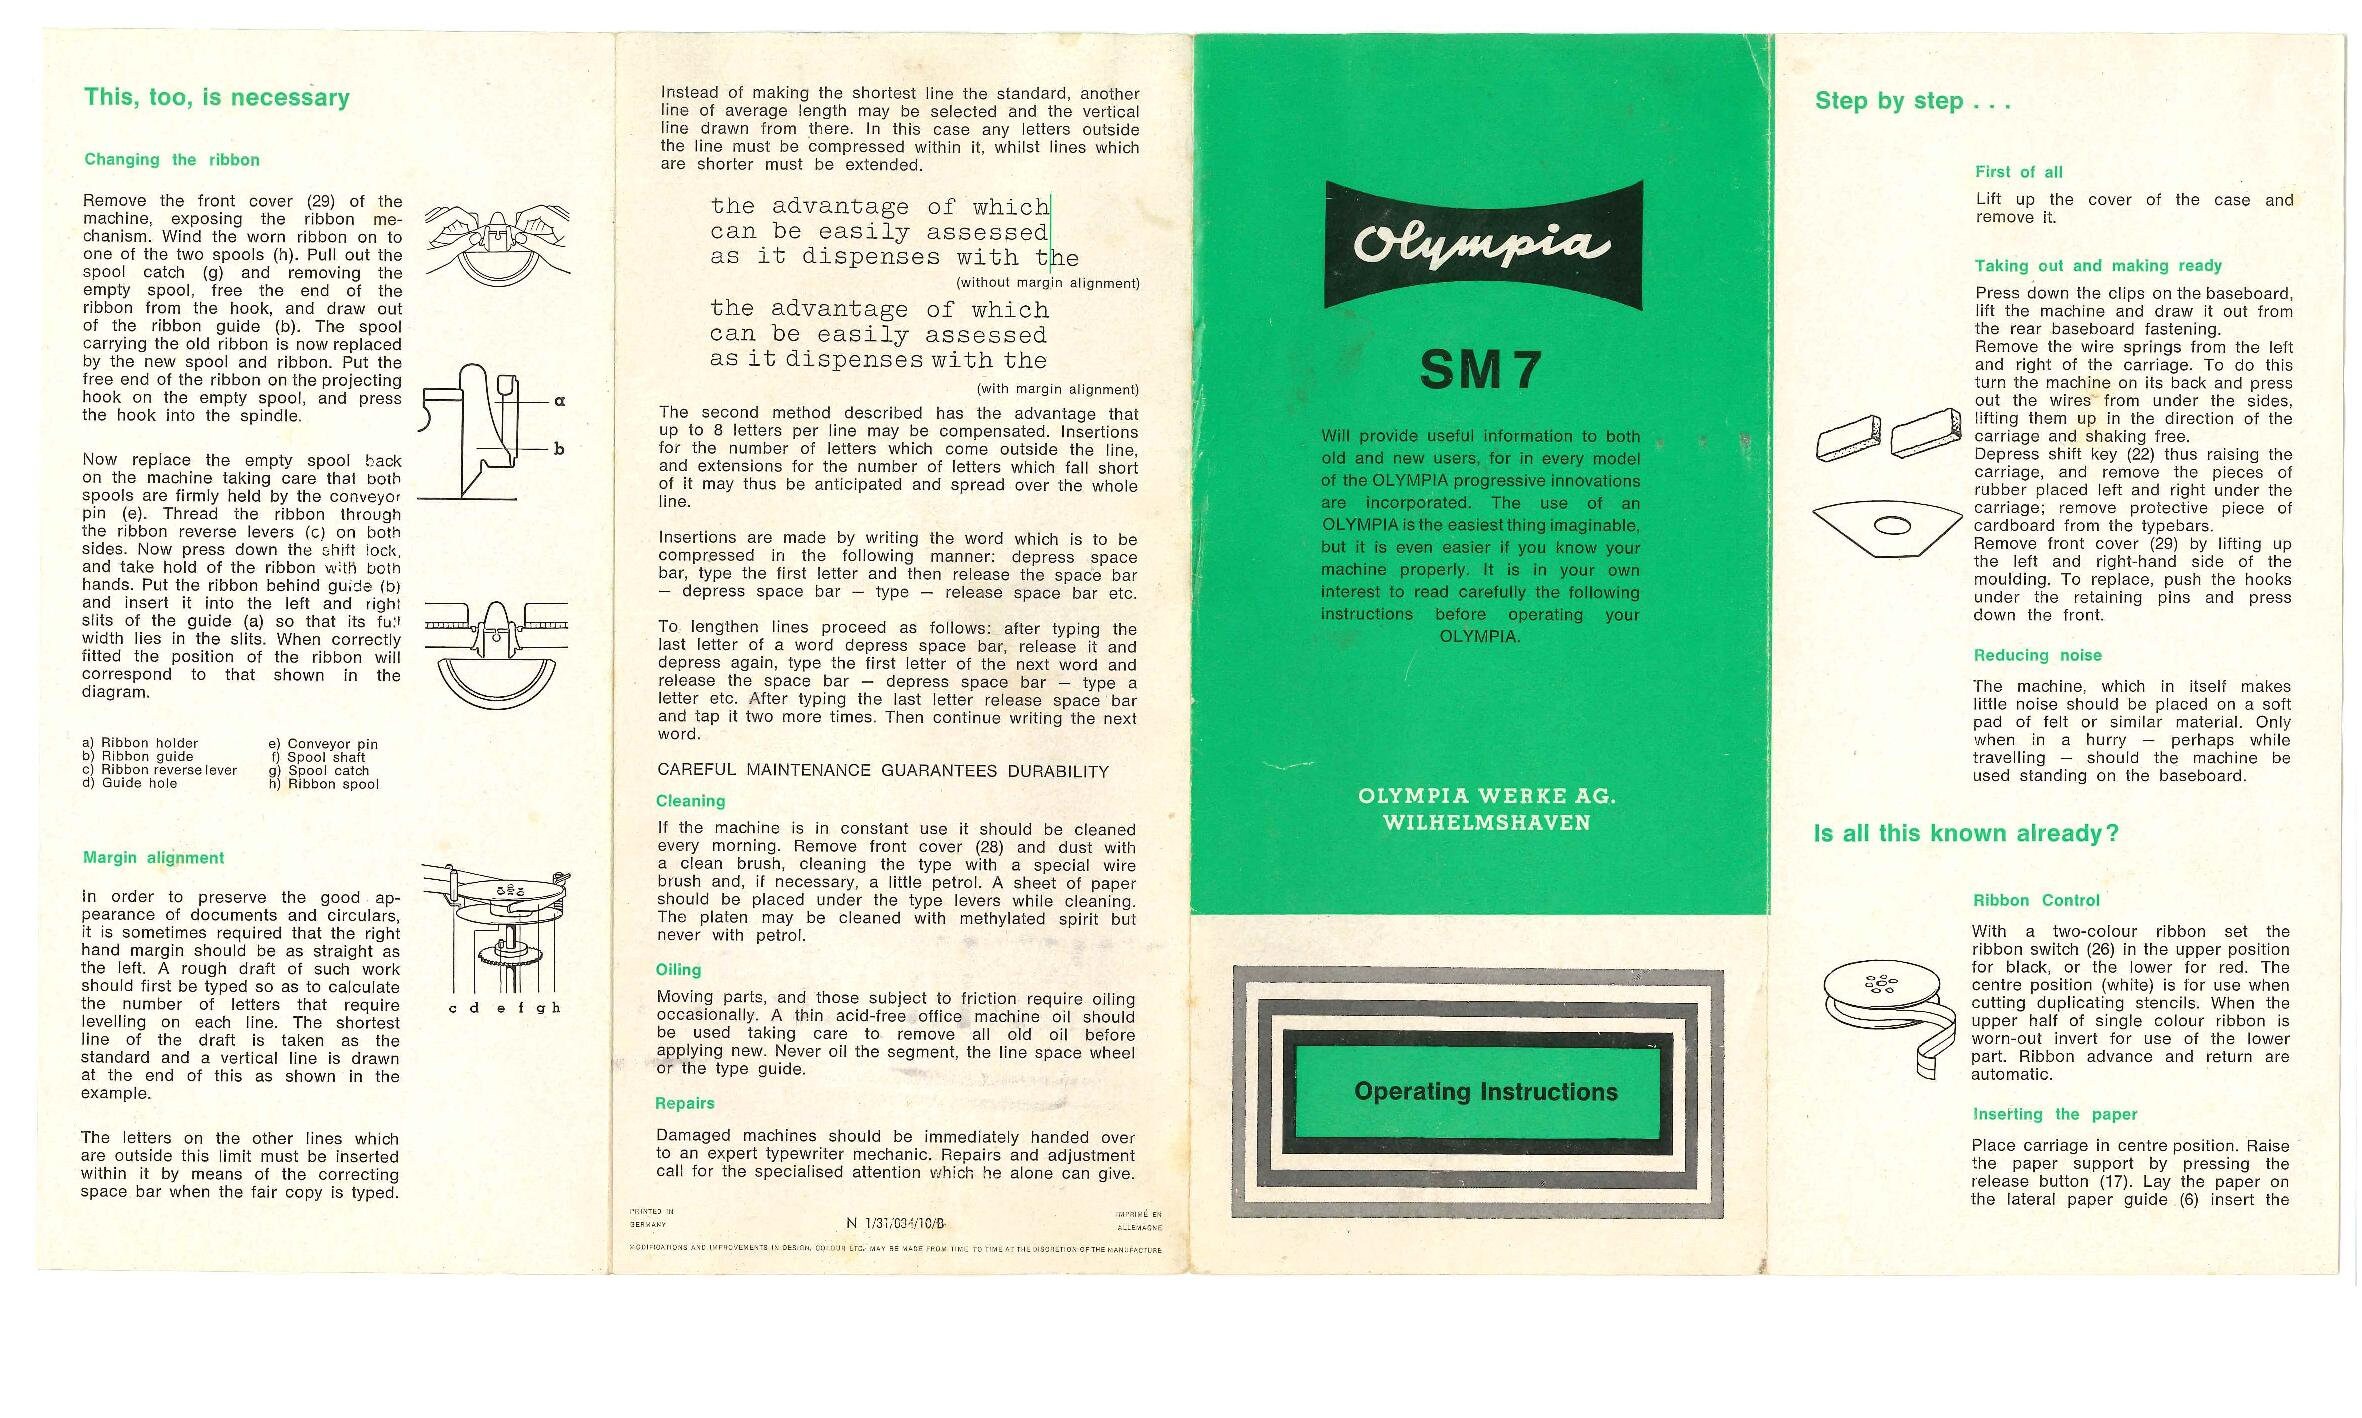 This, too, is necessary
Changing the ribbon
Remove the front cover (29) of the
machine, exposing the ribbon me-
chanism. Wind the worn ribbon on to
one of the two spools (h). Pull out the
spool catch (g) and removing the
empty spool, free the end of the
ribbon from the hook, and draw out
of the ribbon guide (b). The spool
carrying the old ribbon is now replaced
by the new spool and ribbon. Put the
free end of the ribbon on the projecting
hook on the empty spool, and press
the hook into the spindle.
a
b
Now replace the empty spool back
on the machine taking care that both
spools are firmly held by the conveyor
pin (e). Thread the ribbon through
the ribbon reverse levers (c) on both
sides. Now press down the shift lock,
and take hold of the ribbon with both
hands. Put the ribbon behind guide (b)
and insert it into the left and right
slits of the guide (a) so that its full
width lies in the slits. When correctly
fitted the position of the ribbon will
correspond to that shown in the
diagram.
a) Ribbon holder
b) Ribbon guide
c) Ribbon reverse lever
d) Guide hole
e) Conveyor pin
f) Spool shaft
g) Spool catch
h) Ribbon spool
Margin alignment
In order to preserve the good ap-
pearance of documents and circulars,
it is sometimes required that the right
hand margin should be as straight as
the left. A rough draft of such work
should first be typed so as to calculate
the number of letters that require
levelling on each line. The shortest
line of the draft is taken as the
standard and a vertical line is drawn
at the end of this as shown in the
example.
c d e f g h
The letters on the other lines which
are outside this limit must be inserted
within it by means of the correcting
space bar when the fair copy is typed.
Instead of making the shortest line the standard, another
line of average length may be selected and the vertical
line drawn from there. In this case any letters outside
the line must be compressed within it, whilst lines which
are shorter must be extended.
the advantage of which
can be easily assessed
as it dispenses with the
(without margin alignment)
the advantage of which
can be easily assessed
as it dispenses with the
(with margin alignment)
The second method described has the advantage that
up to 8 letters per line may be compensated. Insertions
for the number of letters which come outside the line,
and extensions for the number of letters which fall short
of it may thus be anticipated and spread over the whole
line.
Insertions are made by writing the word which is to be
compressed in the following manner: depress space
bar, type the first letter and then release the space bar
— depress space bar — type — release space bar etc.
To lengthen lines proceed as follows: after typing the
last letter of a word depress space bar, release it and
depress again, type the first letter of the next word and
release the space bar — depress space bar — type a
letter etc. After typing the last letter release space bar
and tap it two more times. Then continue writing the next
word.
CAREFUL MAINTENANCE GUARANTEES DURABILITY
Cleaning
If the machine is in constant use it should be cleaned
every morning. Remove front cover (28) and dust with
a clean brush, cleaning the type with a special wire
brush and, if necessary, a little petrol. A sheet of paper
should be placed under the type levers while cleaning.
The platen may be cleaned with methylated spirit but
never with petrol.
Oiling
Moving parts, and those subject to friction require oiling
occasionally. A thin acid-free office machine oil should
be used taking care to remove all old oil before
applying new. Never oil the segment, the line space wheel
or the type guide.
Repairs
Damaged machines should be immediately handed over
to an expert typewriter mechanic. Repairs and adjustment
call for the specialised attention which he alone can give.
PRINTED IN
GERMANY
N 1/31/034/10/B
IMPRIMÉ EN
ALLEMAGNE
MODIFICATIONS AND IMPROVEMENTS IN DESIGN, COLOUR ETC. MAY BE MADE FROM TIME TO TIME AT THE DISCRETION OF THE MANUFACTURE
Olympia
SM 7
Will provide useful information to both
old and new users, for in every model
of the OLYMPIA progressive innovations
are incorporated. The use of an
OLYMPIA is the easiest thing imaginable,
but it is even easier if you know your
machine properly. It is in your own
interest to read carefully the following
instructions before operating your
OLYMPIA.
OLYMPIA WERKE AG.
WILHELMSHAVEN
Operating Instructions
Step by step . . .
First of all
Lift up the cover of the case and
remove it.
Taking out and making ready
Press down the clips on the baseboard,
lift the machine and draw it out from
the rear baseboard fastening.
Remove the wire springs from the left
and right of the carriage. To do this
turn the machine on its back and press
out the wires from under the sides,
lifting them up in the direction of the
carriage and shaking free.
Depress shift key (22) thus raising the
carriage, and remove the pieces of
rubber placed left and right under the
carriage; remove protective piece of
cardboard from the typebars.
Remove front cover (29) by lifting up
the left and right-hand side of the
moulding. To replace, push the hooks
under the retaining pins and press
down the front.
Reducing noise
The machine, which in itself makes
little noise should be placed on a soft
pad of felt or similar material. Only
when in a hurry — perhaps while
travelling — should the machine be
used standing on the baseboard.
Is all this known already?
Ribbon Control
With a two-colour ribbon set the
ribbon switch (26) in the upper position
for black, or the lower for red. The
centre position (white) is for use when
cutting duplicating stencils. When the
upper half of single colour ribbon is
worn-out invert for use of the lower
part. Ribbon advance and return are
automatic.
Inserting the paper
Place carriage in centre position. Raise
the paper support by pressing the
release button (17). Lay the paper on
the lateral paper guide (6) insert the